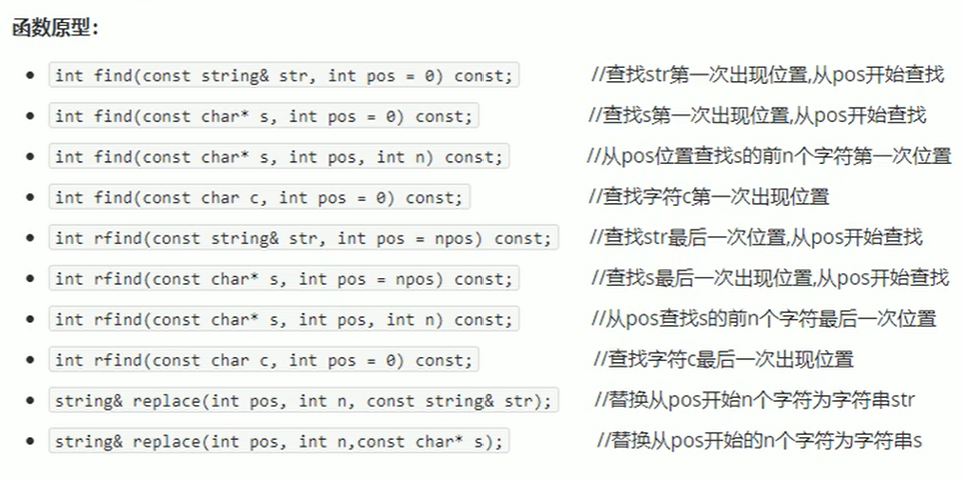 函数原型：
int find(const string& str, int pos = 0) const; //查找str第一次出现位置,从pos开始查找
int find(const char* s, int pos = 0) const; //查找s第一次出现位置,从pos开始查找
int find(const char* s, int pos, int n) const; //从pos位置查找s的前n个字符第一次位置
int find(const char c, int pos = 0) const; //查找字符c第一次出现位置
int rfind(const string& str, int pos = npos) const; //查找str最后一次位置,从pos开始查找
int rfind(const char* s, int pos = npos) const; //查找s最后一次出现位置,从pos开始查找
int rfind(const char* s, int pos, int n) const; //从pos查找s的前n个字符最后一次位置
int rfind(const char c, int pos = 0) const; //查找字符c最后一次出现位置
string& replace(int pos, int n, const string& str); //替换从pos开始n个字符为字符串str
string& replace(int pos, int n,const char* s); //替换从pos开始的n个字符为字符串s